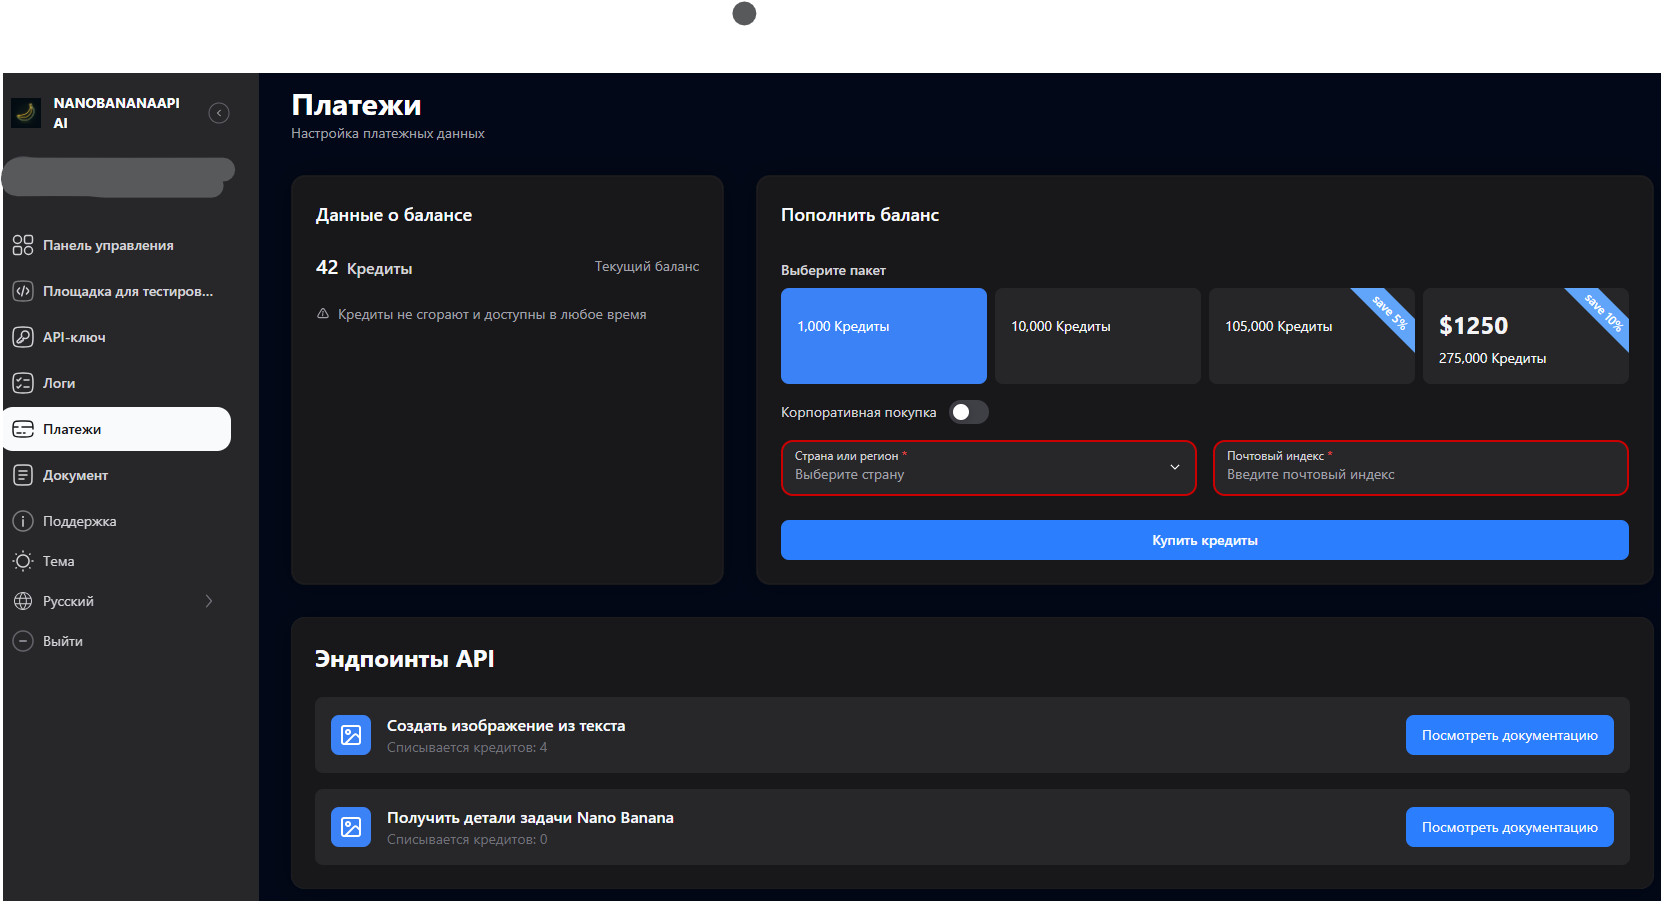 NANOBANANAAPI
AI
Панель управления
Площадка для тестиров...
API-ключ
Логи
Платежи
Документ
Поддержка
Тема
Русский
Выйти
Платежи
Настройка платежных данных
Данные о балансе
42 Кредиты
Текущий баланс
Кредиты не сгорают и доступны в любое время
Пополнить баланс
Выберите пакет
1,000 Кредиты
10,000 Кредиты
105,000 Кредиты
save 5%
$1250
275,000 Кредиты
save 10%
Корпоративная покупка
Страна или регион *
Выберите страну
Почтовый индекс *
Введите почтовый индекс
Купить кредиты
Эндпоинты API
Создать изображение из текста
Списывается кредитов: 4
Посмотреть документацию
Получить детали задачи Nano Banana
Списывается кредитов: 0
Посмотреть документацию